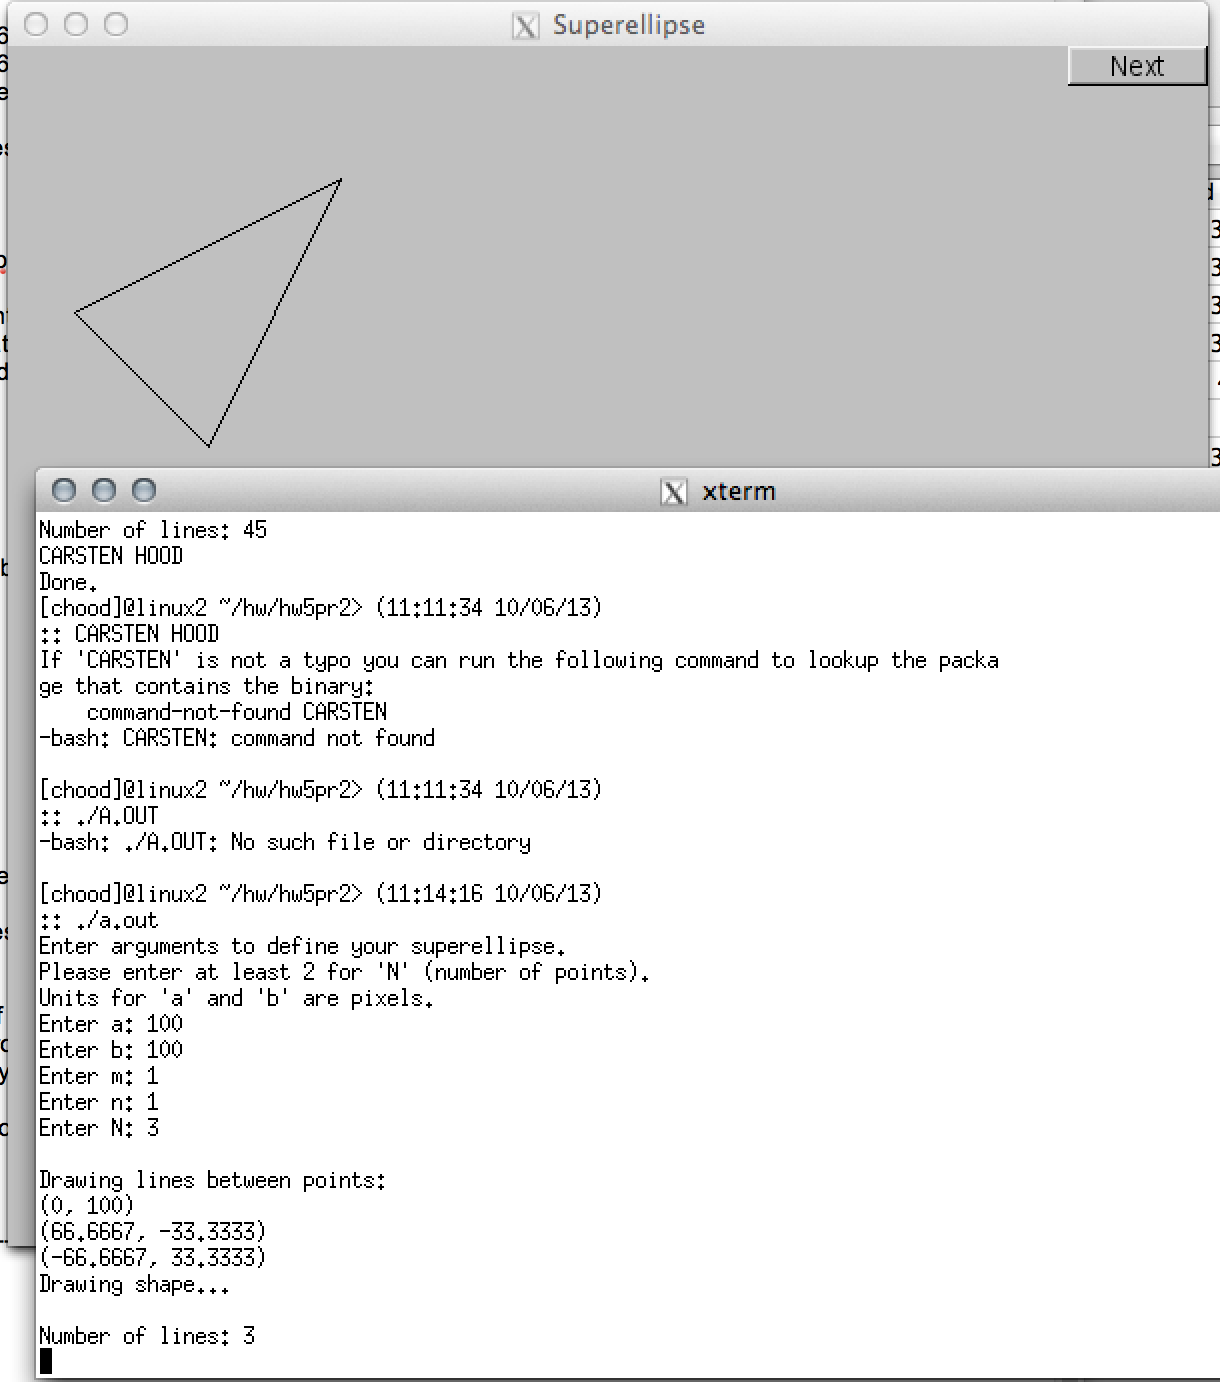 Superellipse
Next
xterm
Number of lines: 45
CARSTEN HOOD
Done.
[chood]@linux2 ~/hw/hw5pr2> (11:11:34 10/06/13)
:: CARSTEN HOOD
If 'CARSTEN' is not a typo you can run the following command to lookup the packa
ge that contains the binary:
    command-not-found CARSTEN
-bash: CARSTEN: command not found

[chood]@linux2 ~/hw/hw5pr2> (11:11:34 10/06/13)
:: ./A.OUT
-bash: ./A.OUT: No such file or directory

[chood]@linux2 ~/hw/hw5pr2> (11:14:16 10/06/13)
:: ./a.out
Enter arguments to define your superellipse.
Please enter at least 2 for 'N' (number of points).
Units for 'a' and 'b' are pixels.
Enter a: 100
Enter b: 100
Enter m: 1
Enter n: 1
Enter N: 3

Drawing lines between points:
(0, 100)
(66.6667, -33.3333)
(-66.6667, 33.3333)
Drawing shape...

Number of lines: 3